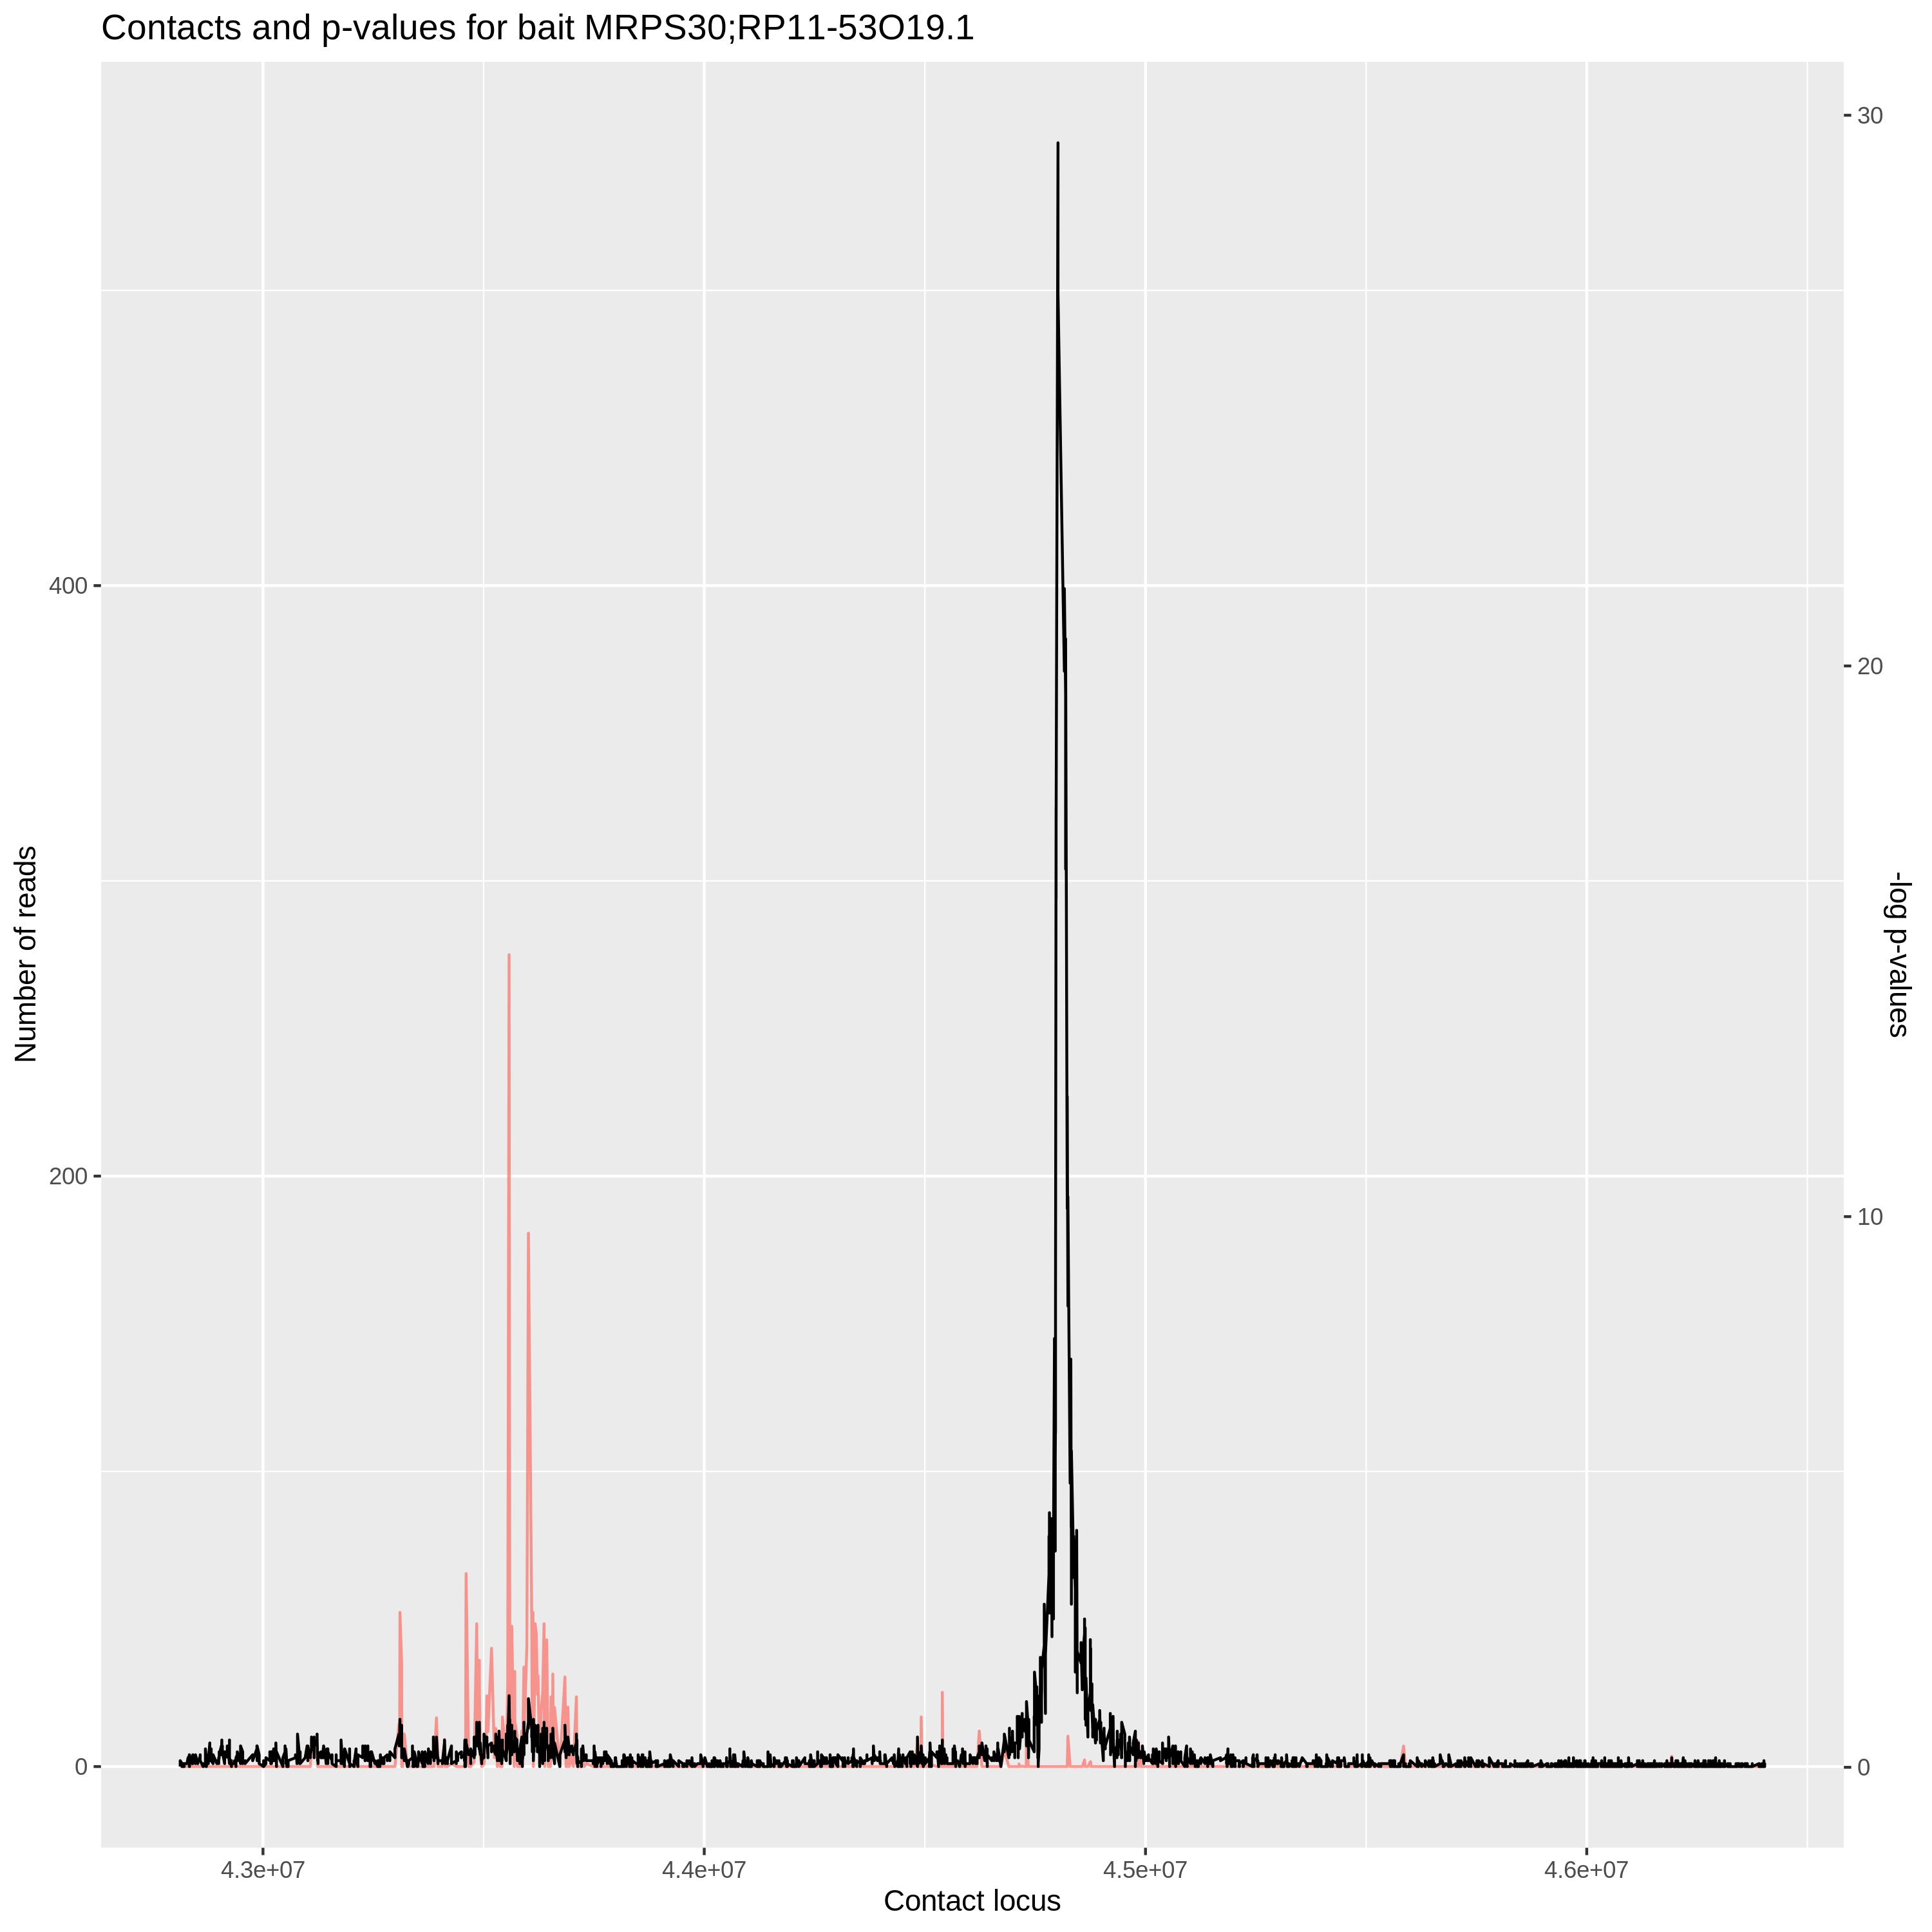 Contacts and p-values for bait MRPS30;RP11-53O19.1
30
400
20
Number of reads
-log p-values
200
10
0
0
4.3e+07
4.4e+07
4.5e+07
4.6e+07
Contact locus